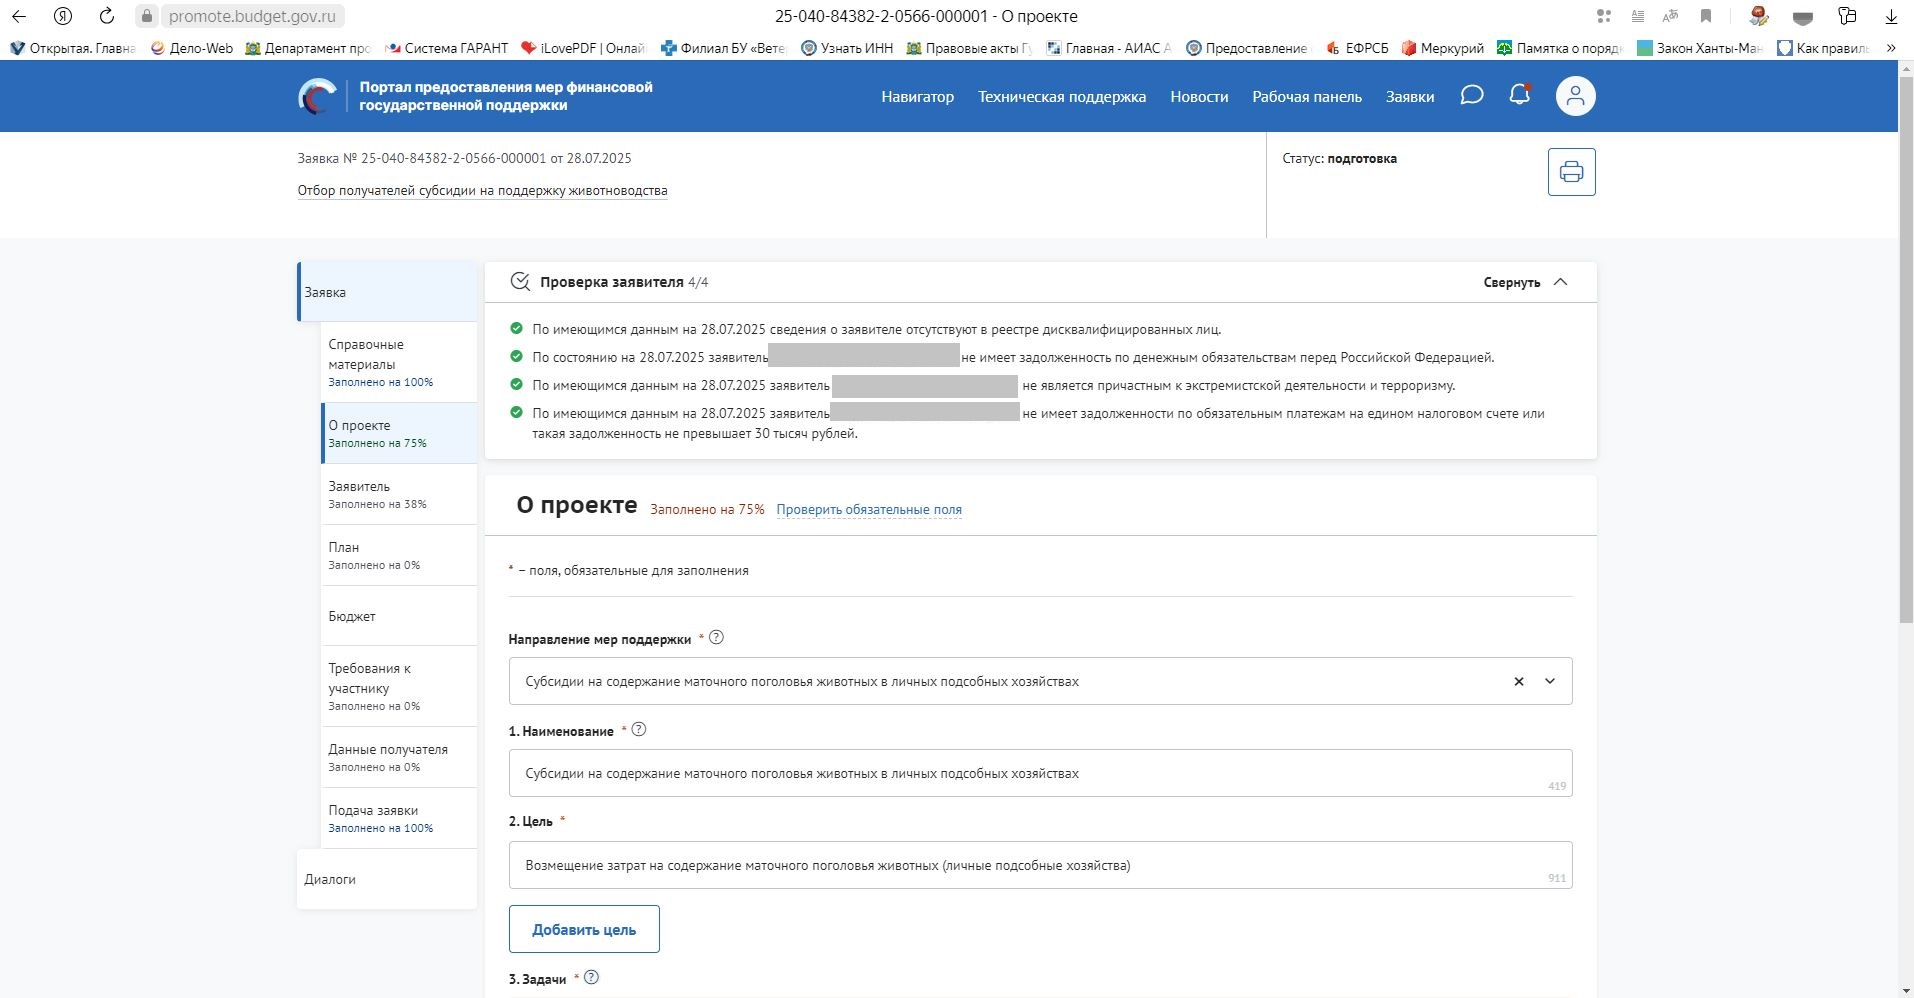 promote.budget.gov.ru
25-040-84382-2-0566-000001 - О проекте
Открытая. Главна
Дело-Web
Департамент про
Система ГАРАНТ
iLovePDF | Онлай
Филиал БУ «Вете
Узнать ИНН
Правовые акты Г
Главная - АИАС А
Предоставление
ЕФРСБ
Меркурий
Памятка о поряд
Закон Ханты-Ман
Как правил
»
Портал предоставления мер финансовой
государственной поддержки
Навигатор
Техническая поддержка
Новости
Рабочая панель
Заявки
Заявка № 25-040-84382-2-0566-000001 от 28.07.2025
Отбор получателей субсидии на поддержку животноводства
Статус: подготовка
Заявка
Справочные
материалы
Заполнено на 100%
О проекте
Заполнено на 75%
Заявитель
Заполнено на 38%
План
Заполнено на 0%
Бюджет
Требования к
участнику
Заполнено на 0%
Данные получателя
Заполнено на 0%
Подача заявки
Заполнено на 100%
Диалоги
Проверка заявителя 4/4
Свернуть
По имеющимся данным на 28.07.2025 сведения о заявителе отсутствуют в реестре дисквалифицированных лиц.
По состоянию на 28.07.2025 заявитель не имеет задолженность по денежным обязательствам перед Российской Федерацией.
По имеющимся данным на 28.07.2025 заявитель не является причастным к экстремистской деятельности и терроризму.
По имеющимся данным на 28.07.2025 заявитель не имеет задолженности по обязательным платежам на едином налоговом счете или
такая задолженность не превышает 30 тысяч рублей.
О проекте Заполнено на 75% Проверить обязательные поля
* – поля, обязательные для заполнения
Направление мер поддержки * ?
Субсидии на содержание маточного поголовья животных в личных подсобных хозяйствах
1. Наименование * ?
Субсидии на содержание маточного поголовья животных в личных подсобных хозяйствах
419
2. Цель *
Возмещение затрат на содержание маточного поголовья животных (личные подсобные хозяйства)
911
Добавить цель
3. Задачи * ?